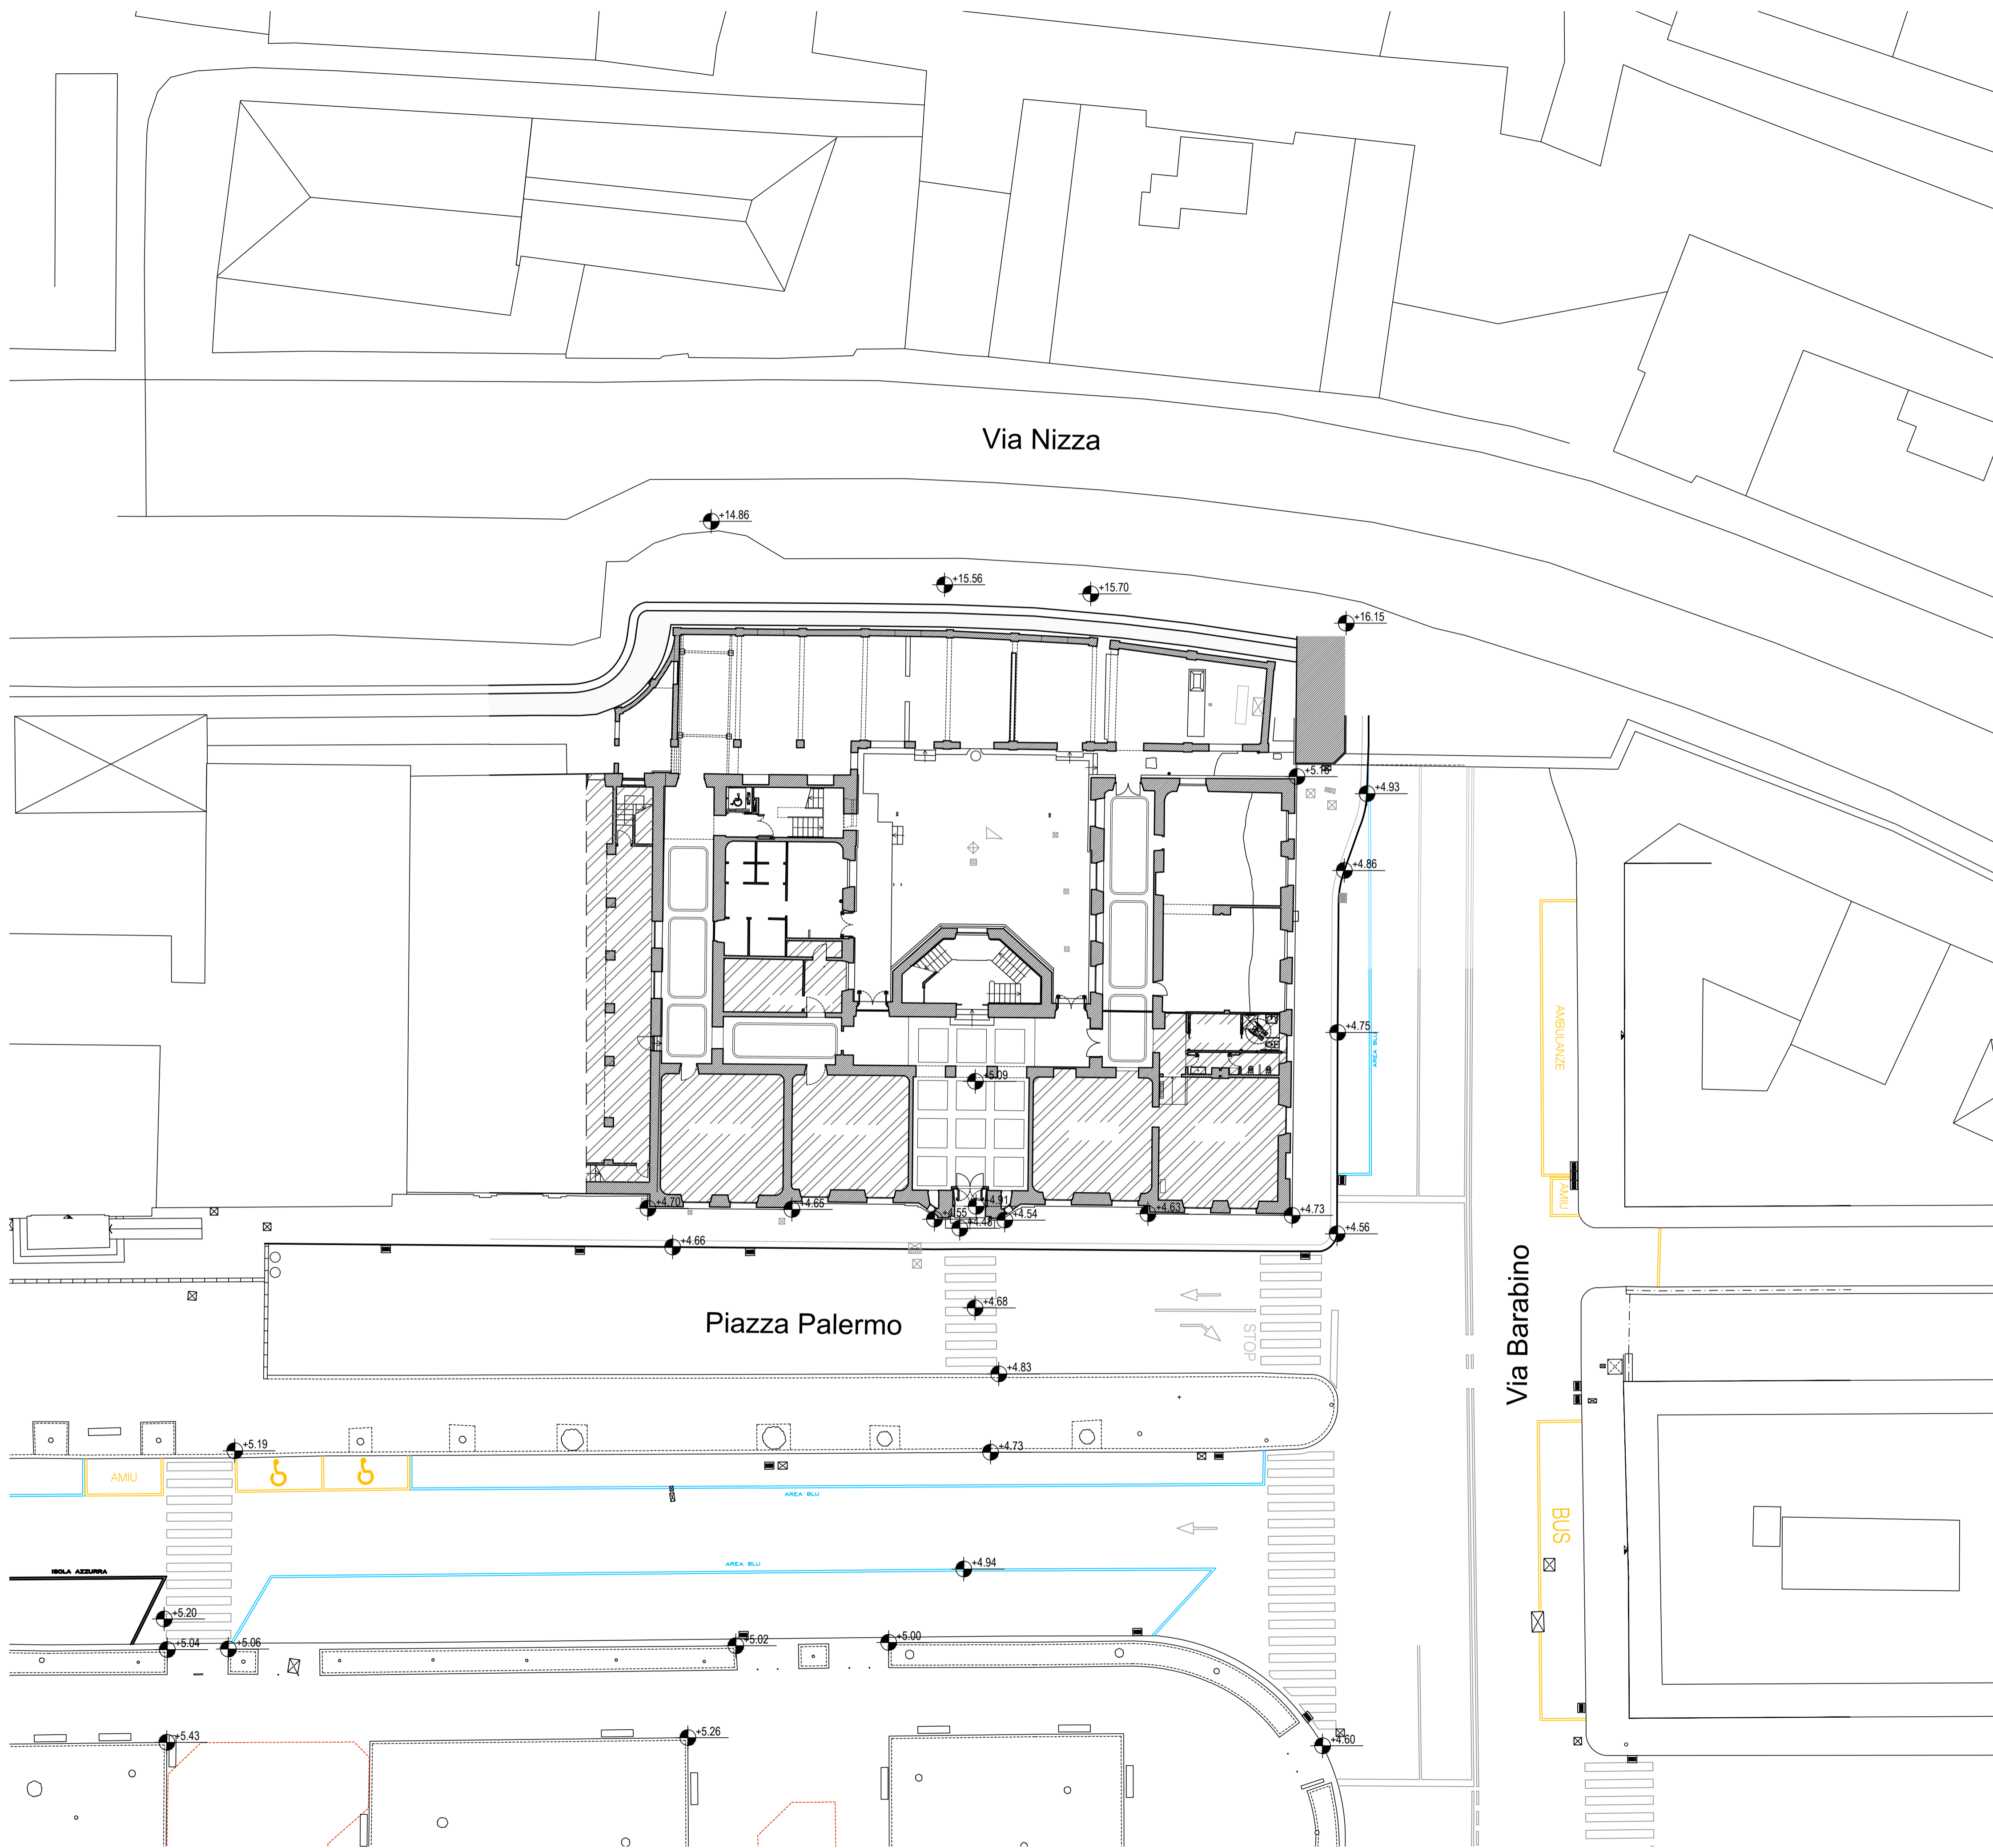 Via Nizza
+14.86
+15.56
+15.70
+16.15
+4.93
+4.86
+4.75
AREA BLU
AMBULANZE
AMIU
+5.09
+4.70
+4.65
+4.91
+4.55
+4.54
+4.63
+4.73
+4.56
+4.66
+4.68
Piazza Palermo
STOP
Via Barabino
+4.83
+5.19
+4.73
AMIU
AREA BLU
BUS
AREA BLU
+4.94
ISOLA AZZURRA
+5.20
+5.04
+5.06
+5.02
+5.00
+5.43
+5.26
+4.60